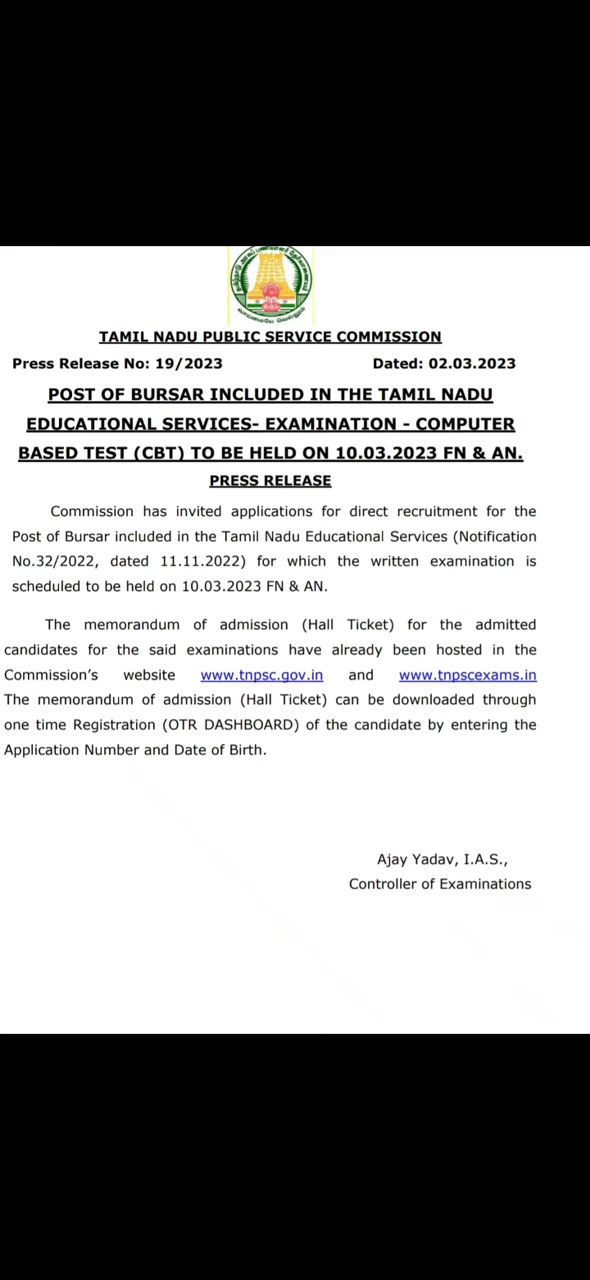 TAMIL NADU PUBLIC SERVICE COMMISSION
Press Release No: 19/2023 Dated: 02.03.2023
POST OF BURSAR INCLUDED IN THE TAMIL NADU
EDUCATIONAL SERVICES- EXAMINATION - COMPUTER
BASED TEST (CBT) TO BE HELD ON 10.03.2023 FN & AN.
PRESS RELEASE
Commission has invited applications for direct recruitment for the
Post of Bursar included in the Tamil Nadu Educational Services (Notification
No.32/2022, dated 11.11.2022) for which the written examination is
scheduled to be held on 10.03.2023 FN & AN.
The memorandum of admission (Hall Ticket) for the admitted
candidates for the said examinations have already been hosted in the
Commission's website www.tnpsc.gov.in and www.tnpscexams.in
The memorandum of admission (Hall Ticket) can be downloaded through
one time Registration (OTR DASHBOARD) of the candidate by entering the
Application Number and Date of Birth.
Ajay Yadav, I.A.S.,
Controller of Examinations